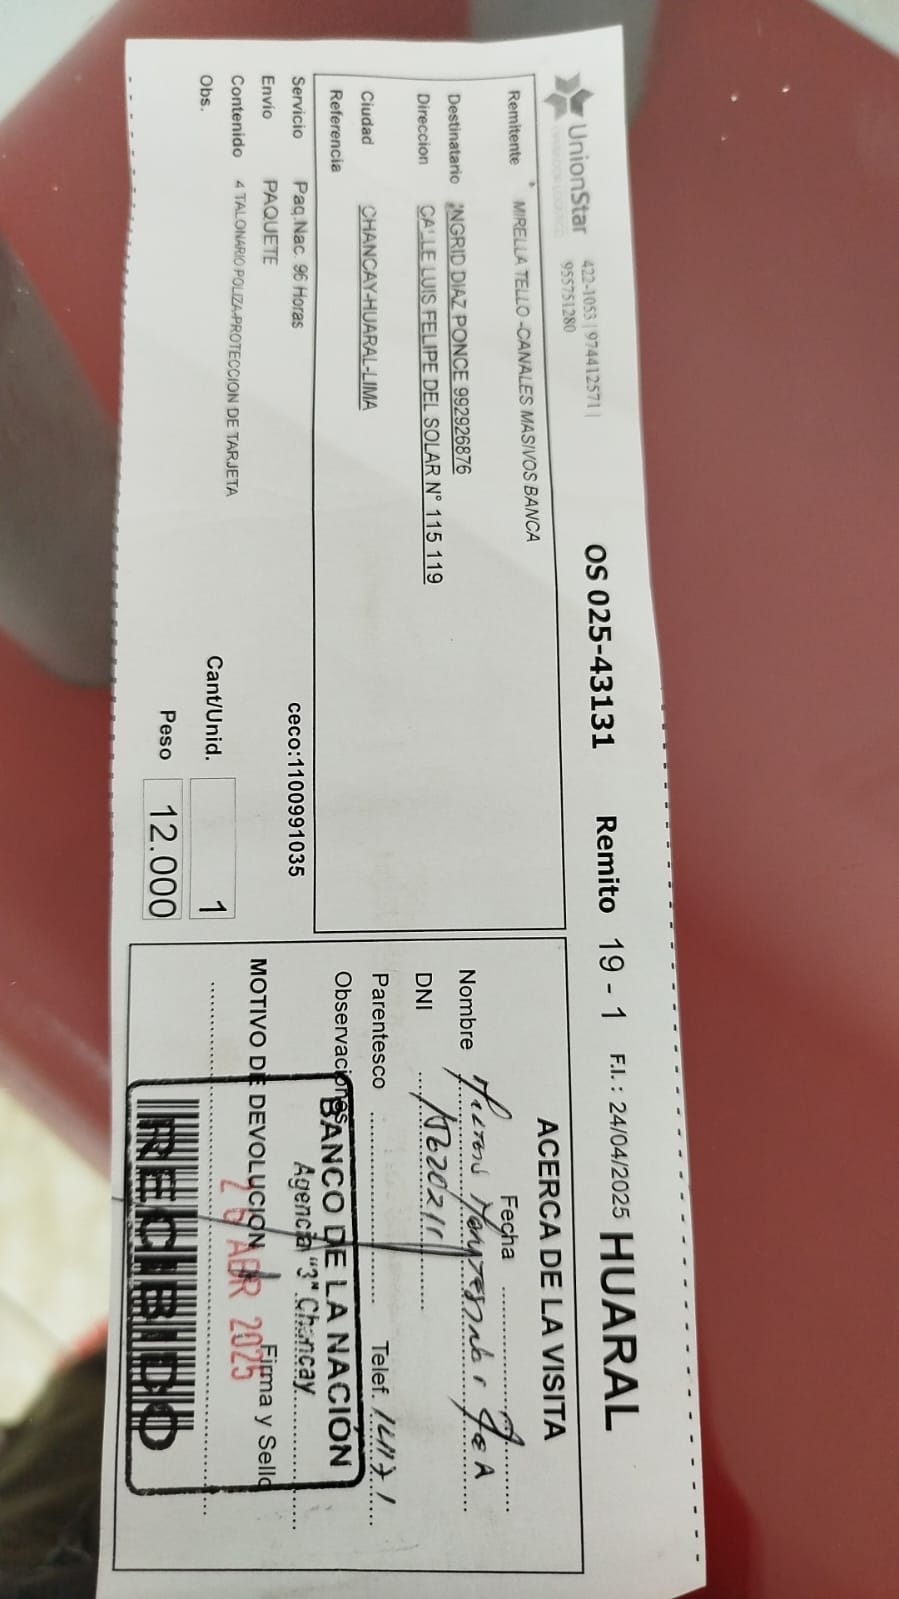 UnionStar
OPERADOR LOGISTICO
422-1053 | 974412571 |
955751280
OS 025-43131 Remito 19 - 1 F.I. : 24/04/2025 HUARAL
Remitente MIRELLA TELLO -CANALES MASIVOS BANCA
Destinatario INGRID DIAZ PONCE 992926876
Direccion CALLE LUIS FELIPE DEL SOLAR N° 115 119
Ciudad CHANCAY-HUARAL-LIMA
Referencia
Servicio Paq.Nac. 96 Horas ceco:1100991035
Envio PAQUETE
Contenido 4 TALONARIO POLIZA-PROTECCION DE TARJETA
Obs.
Cant/Unid. 1
Peso 12.000
ACERCA DE LA VISITA
Fecha
Nombre
DNI
Parentesco
Telef.
Observaciones
BANCO DE LA NACIÓN
Agencia "3" Chancay
MOTIVO DE DEVOLUCION
Firma y Sello
ABR 2025
RECIBIDO